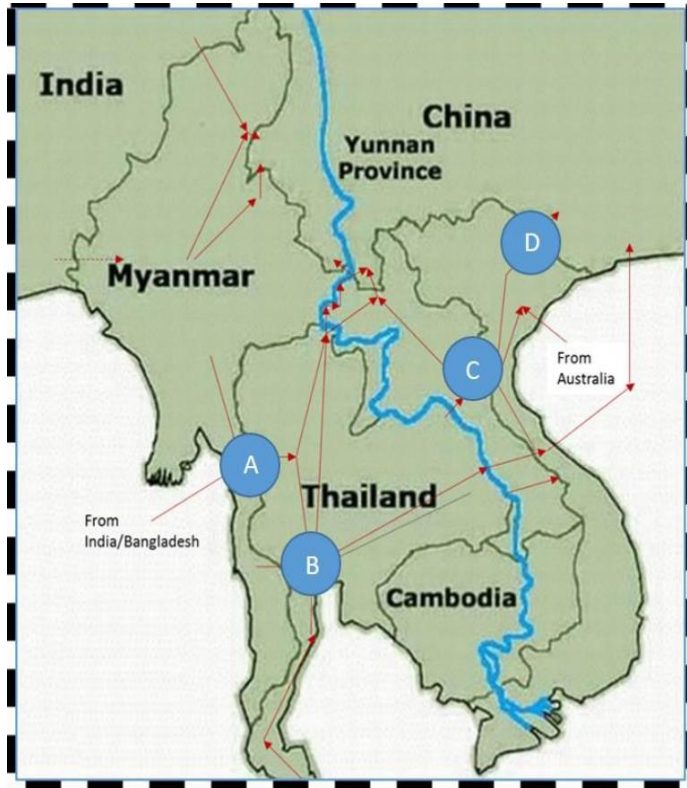 India
China
Yunnan
Province
D
Myanmar
C
From
Australia
A
Thailand
From
India/Bangladesh
B
Cambodia